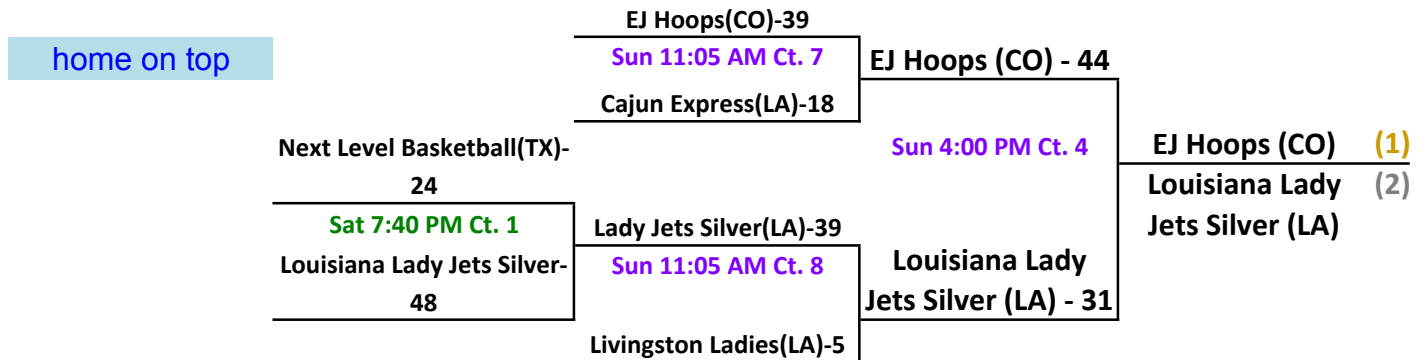 EJ Hoops(CO)-39
home on top
Sun 11:05 AM Ct. 7
EJ Hoops (CO) - 44
Cajun Express(LA)-18
Next Level Basketball(TX)-
24
Sun 4:00 PM Ct. 4
EJ Hoops (CO) (1)
Louisiana Lady (2)
Jets Silver (LA)
Sat 7:40 PM Ct. 1
Lady Jets Silver(LA)-39
Louisiana Lady Jets Silver-
48
Sun 11:05 AM Ct. 8
Louisiana Lady
Jets Silver (LA) - 31
Livingston Ladies(LA)-5